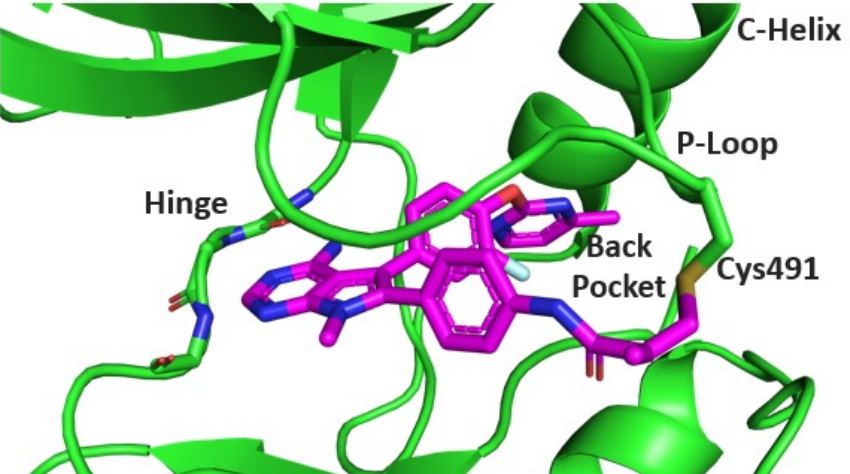 C-Helix
P-Loop
Hinge
Back
Pocket
Cys491